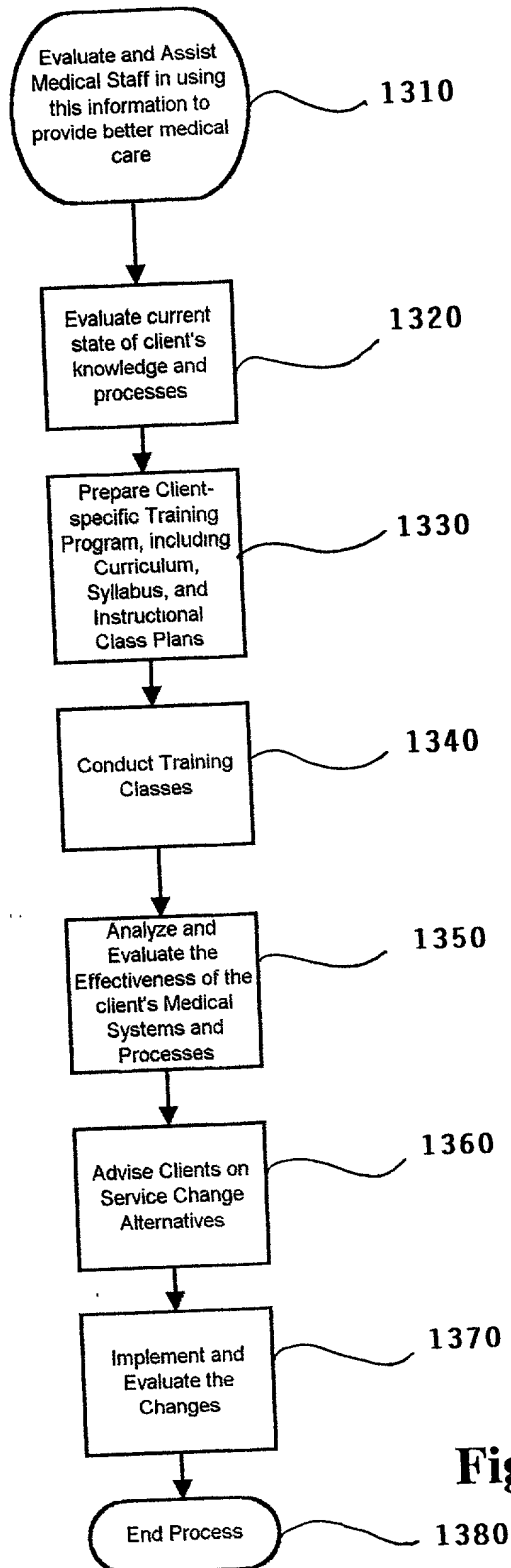 Evaluate and Assist
Medical Staff in using
this information to
provide better medical
care
1310
Evaluate current
state of client's
knowledge and
processes
1320
Prepare Client-
specific Training
Program, including
Curriculum,
Syllabus, and
Instructional
Class Plans
1330
Conduct Training
Classes
1340
Analyze and
Evaluate the
Effectiveness of the
client's Medical
Systems and
Processes
1350
Advise Clients on
Service Change
Alternatives
1360
Implement and
Evaluate the
Changes
1370
Fig
End Process
1380